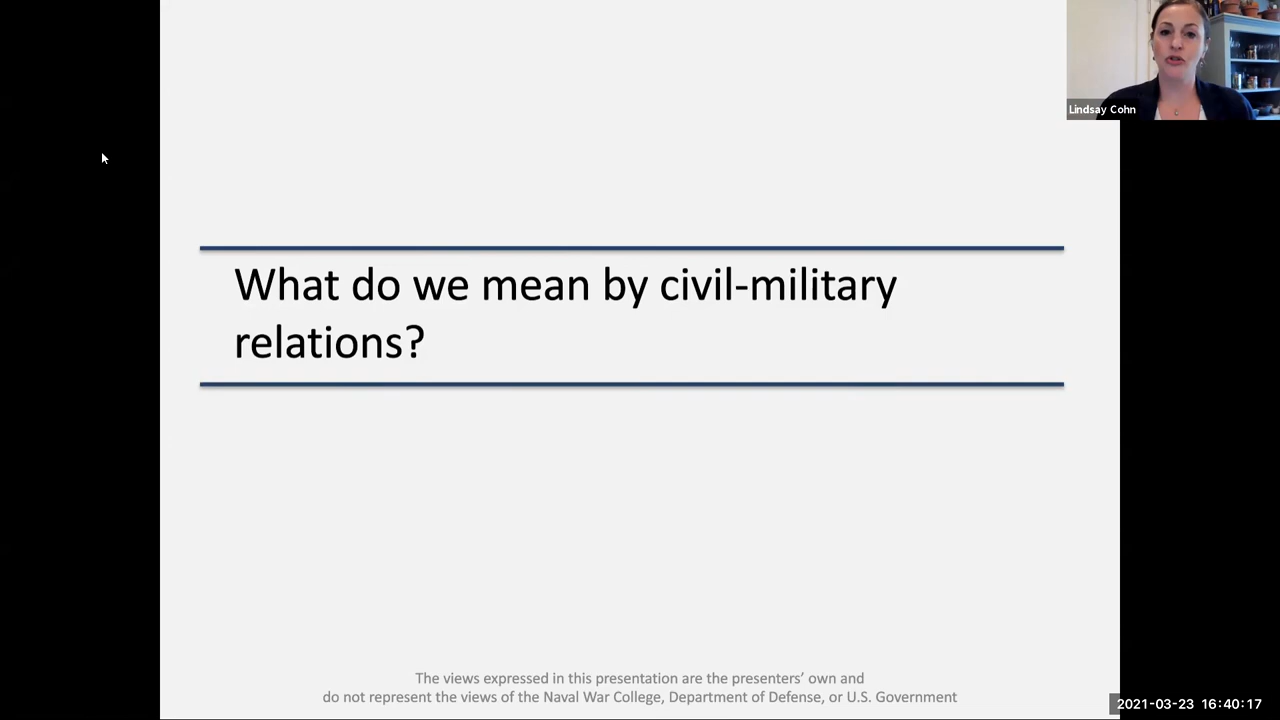 Lindsay Cohn
What do we mean by civil-military
relations?
The views expressed in this presentation are the presenters’ own and
do not represent the views of the Naval War College, Department of Defense, or U.S. Government
2021-03-23 16:40:17